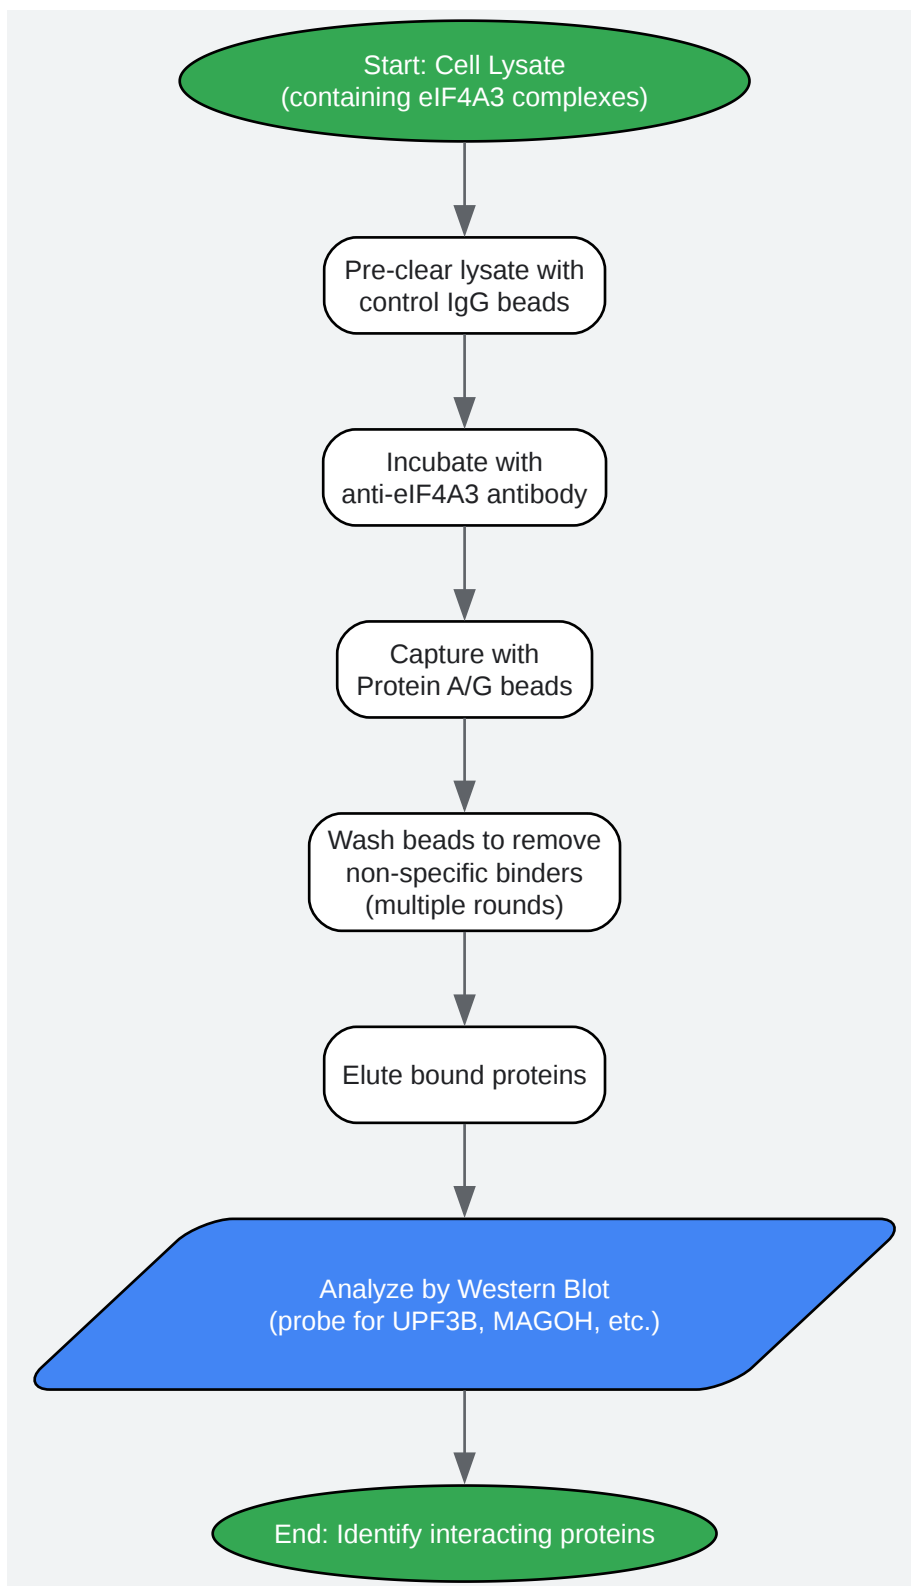 Start: Cell Lysate
(containing eIF4A3 complexes)
Pre-clear lysate with
control IgG beads
Incubate with
anti-eIF4A3 antibody
Capture with
Protein A/G beads
Wash beads to remove
non-specific binders
(multiple rounds)
Elute bound proteins
Analyze by Western Blot
(probe for UPF3B, MAGOH, etc.)
End: Identify interacting proteins